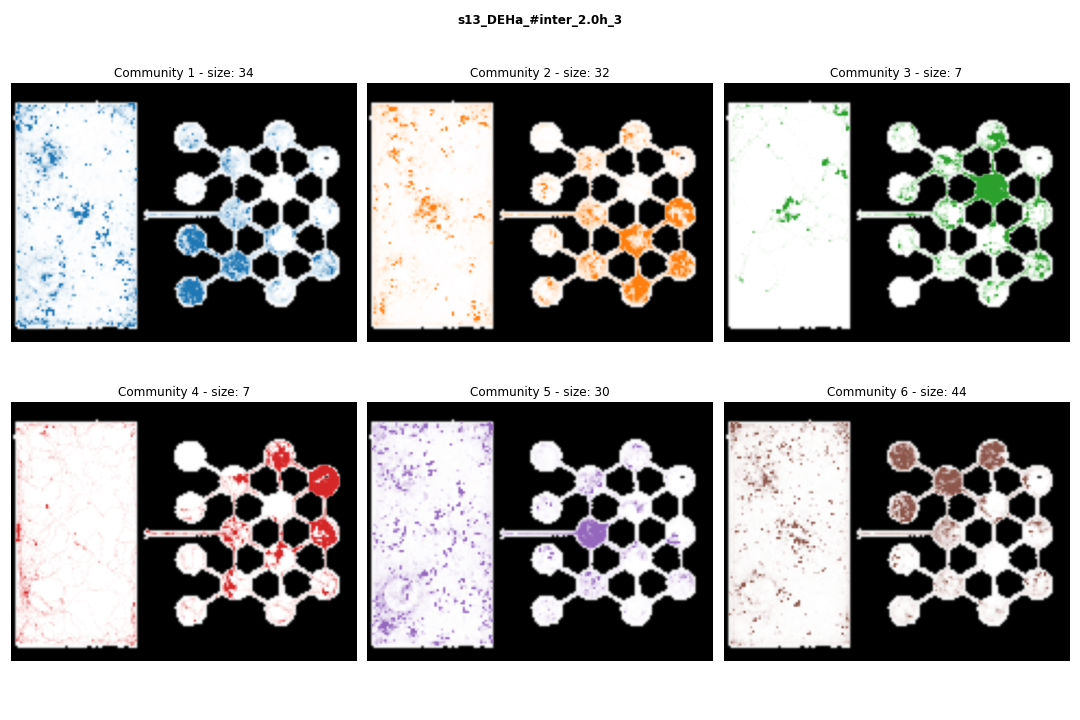 s13_DEHa_#inter_2.0h_3
Community 1 - size: 34
Community 2 - size: 32
Community 3 - size: 7
Community 4 - size: 7
Community 5 - size: 30
Community 6 - size: 44